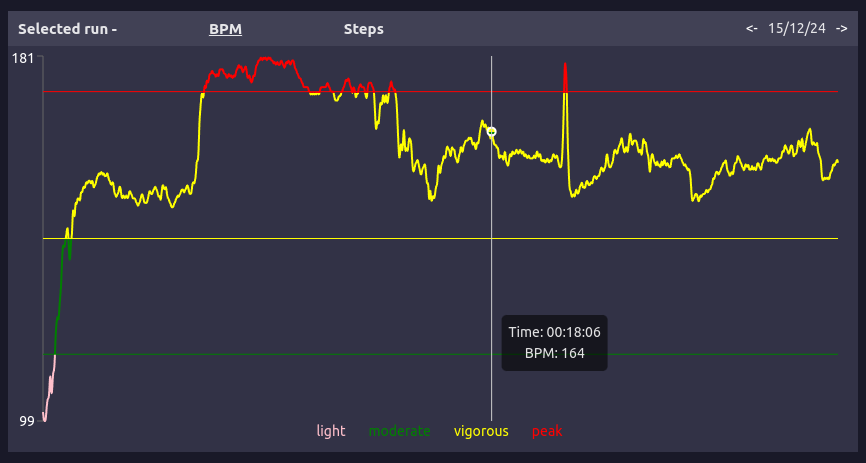 Selected run - BPM Steps <- 15/12/24 ->
181
Time: 00:18:06
BPM: 164
99
light moderate vigorous peak